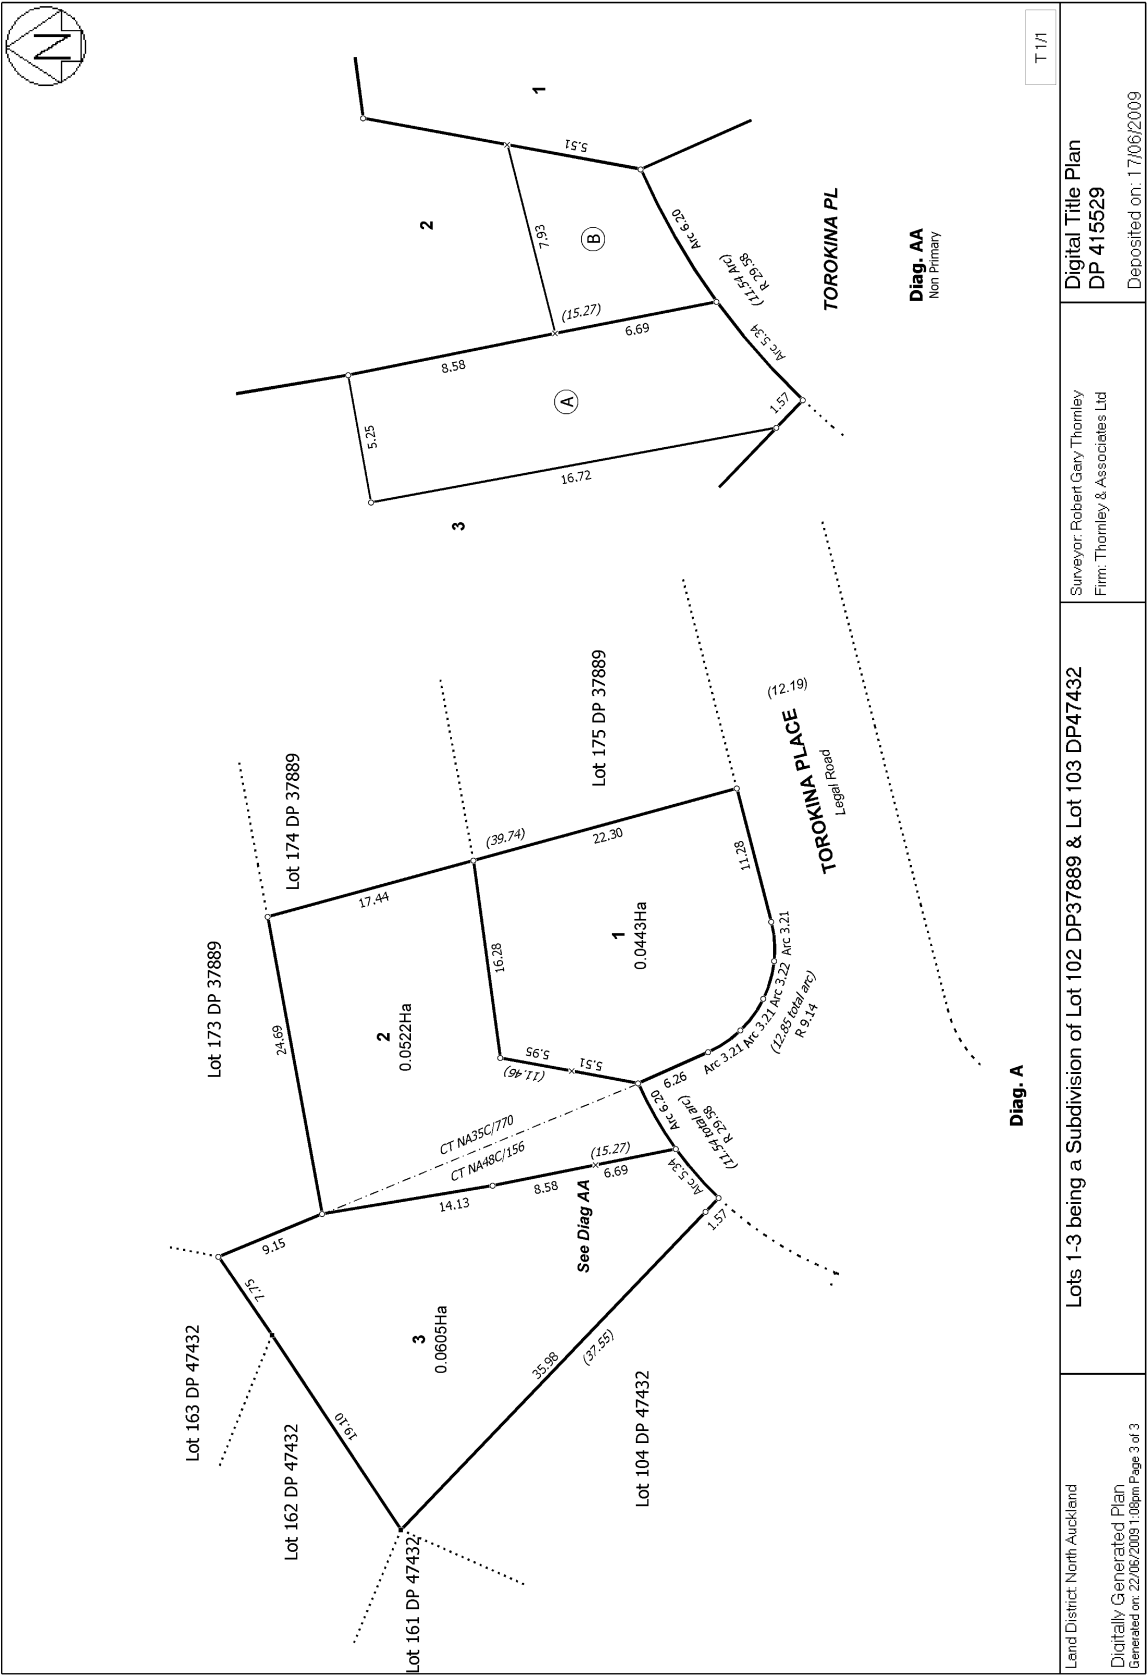 N
Lot 161 DP 47432
Lot 162 DP 47432
Lot 163 DP 47432
Lot 173 DP 37889
Lot 174 DP 37889
Lot 175 DP 37889
Lot 104 DP 47432
19.10
7.75
9.15
24.69
17.44
(39.74)
22.30
3
0.0605Ha
14.13
8.58
6.69
(15.27)
See Diag AA
CT NA35C/770
CT NA48C/156
2
0.0522Ha
16.28
5.95
(11.46)
5.51
1
0.0443Ha
35.98
(37.55)
1.57
Arc 5.34
Arc 6.20
(11.54 total arc)
R 29.58
6.26
Arc 3.21
Arc 3.21
Arc 3.22
Arc 3.21
(12.85 total arc)
R 9.14
11.28
TOROKINA PLACE
Legal Road
(12.19)
Diag. A
3
5.25
16.72
8.58
A
(15.27)
6.69
1.57
2
7.93
B
5.51
1
Arc 6.20
Arc 5.34
(11.54 Arc)
R 29.58
TOROKINA PL
Diag. AA
Non Primary
T 1/1
Land District: North Auckland
Digitally Generated Plan
Generated on: 22/06/2009 1:08pm Page 3 of 3
Lots 1-3 being a Subdivision of Lot 102 DP37889 & Lot 103 DP47432
Surveyor: Robert Gary Thornley
Firm: Thornley & Associates Ltd
Digital Title Plan
DP 415529
Deposited on: 17/06/2009